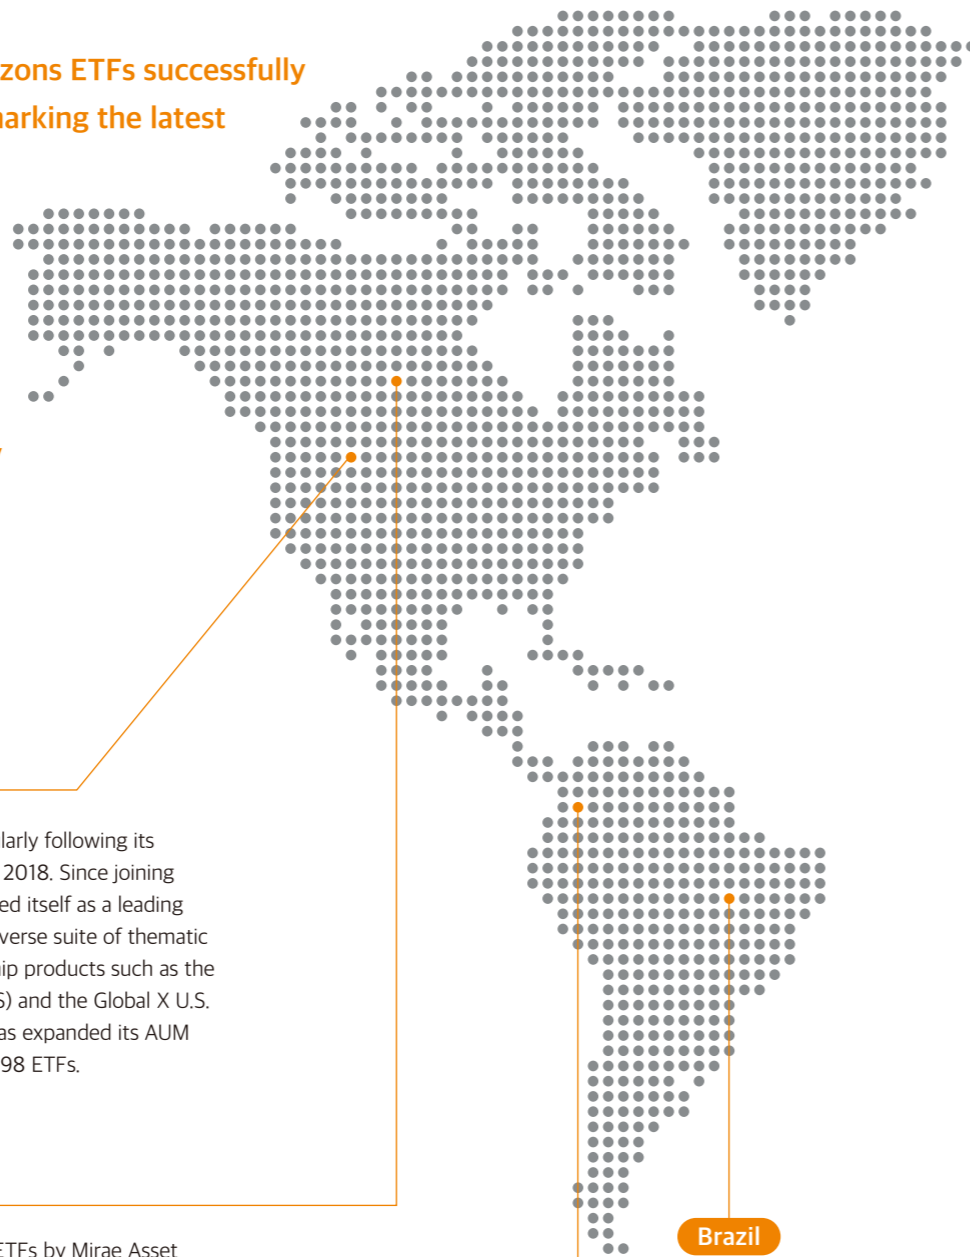 zons ETFs successfully
arking the latest
larly following its
2018. Since joining
ed itself as a leading
verse suite of thematic
ip products such as the
S) and the Global X U.S.
as expanded its AUM
98 ETFs.
ETFs by Mirae Asset
Brazil